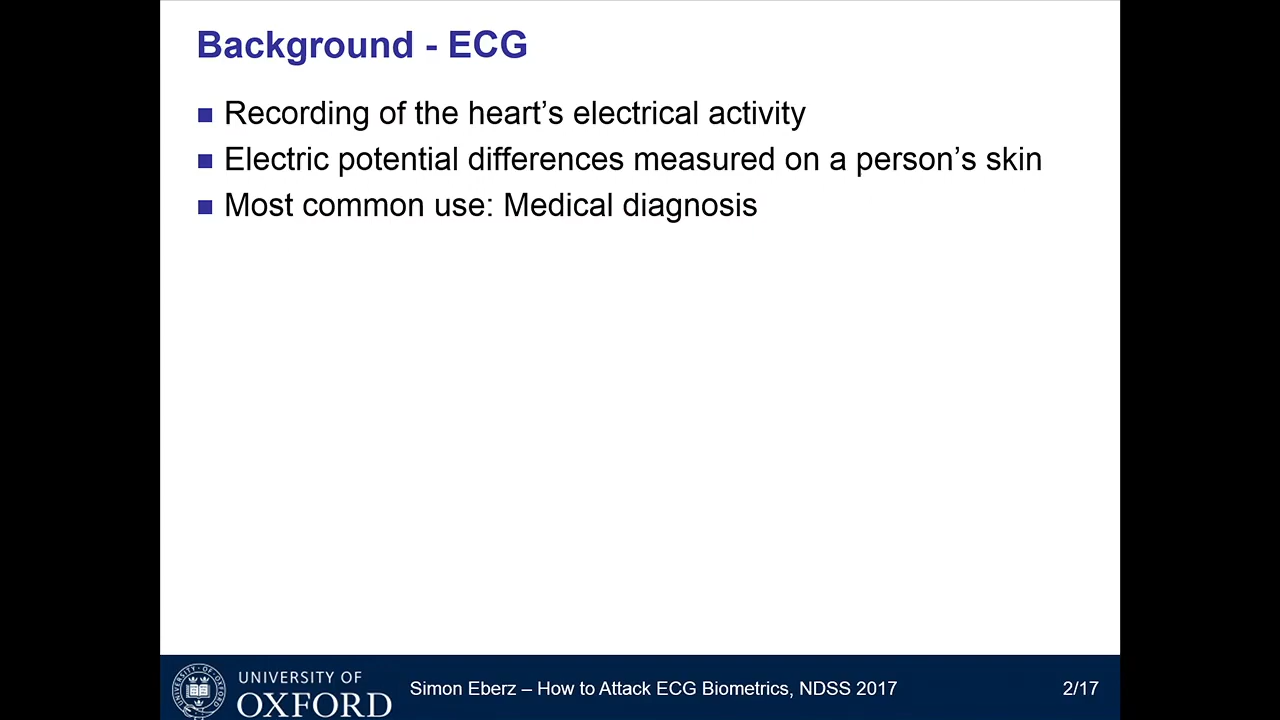 Background - ECG
Recording of the heart’s electrical activity
Electric potential differences measured on a person’s skin
Most common use: Medical diagnosis
UNIVERSITY OF
OXFORD
Simon Eberz – How to Attack ECG Biometrics, NDSS 2017
2/17